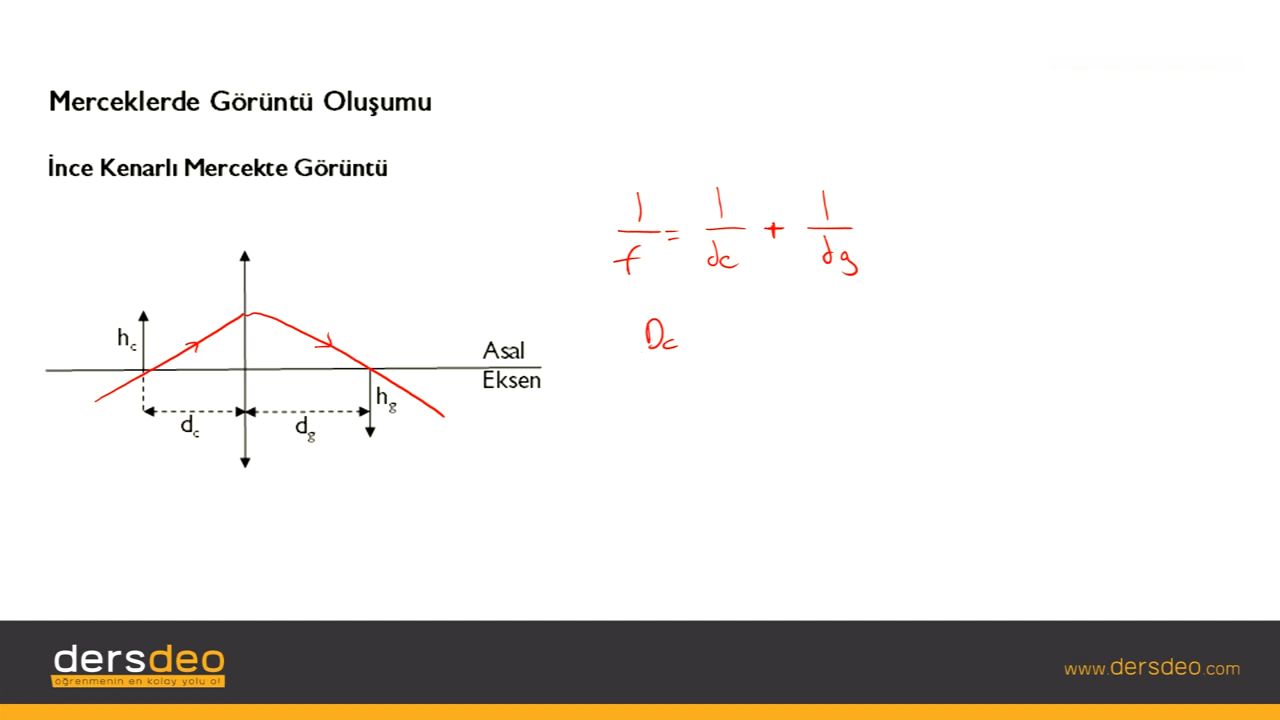 Merceklerde Görüntü Oluşumu
İnce Kenarlı Mercekte Görüntü
1/f = 1/dc + 1/dg
Dc
hc
Asal
Eksen
hg
dc
dg
dersdeo
öğrenmenin en kolay yolu o!
www.dersdeo.com